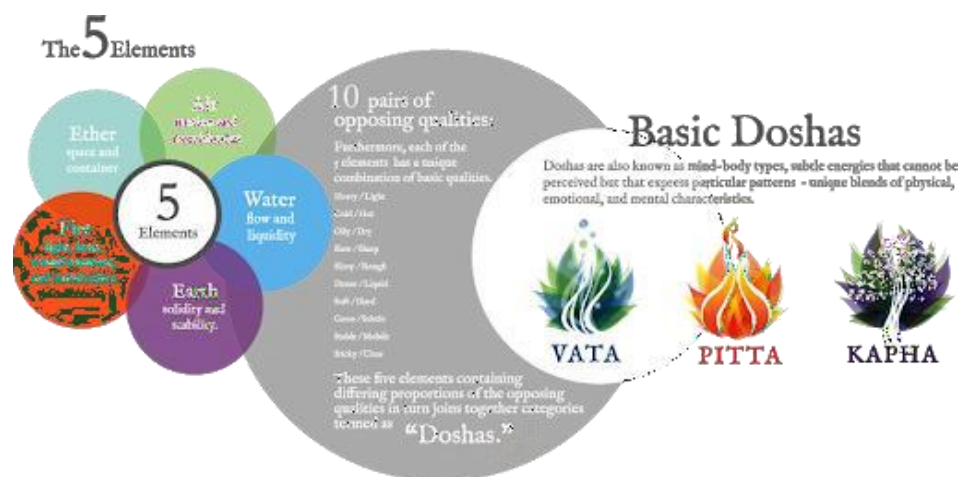 The 5 Elements
Ether
space and
container
Air
Water
flow and
liquidity
5
Elements
Fire
Earth
solidity and
stability.
10 pairs of
opposing qualities:
Furthermore, each of the
5 elements has a unique
combination of basic qualities.
Heavy / Light
Cold / Hot
Oily / Dry
Slimy / Rough
Dense / Liquid
Soft / Hard
Gross / Subtle
Stable / Mobile
Sticky / Clear
These five elements containing
differing proportions of the opposing
qualities in turn joins together categories
termed as "Doshas."
Basic Doshas
Doshas are also known as mind-body types, subtle energies that cannot be
perceived but that express particular patterns - unique blends of physical,
emotional, and mental characteristics.
VATA
PITTA
KAPHA